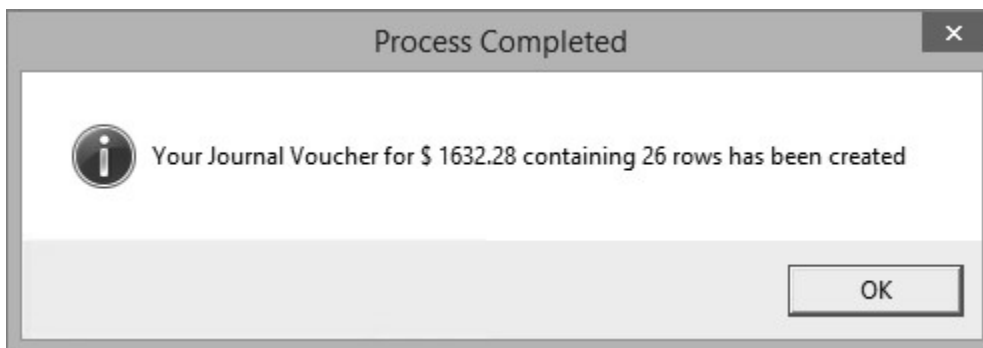 Process Completed
Your Journal Voucher for $ 1632.28 containing 26 rows has been created
OK